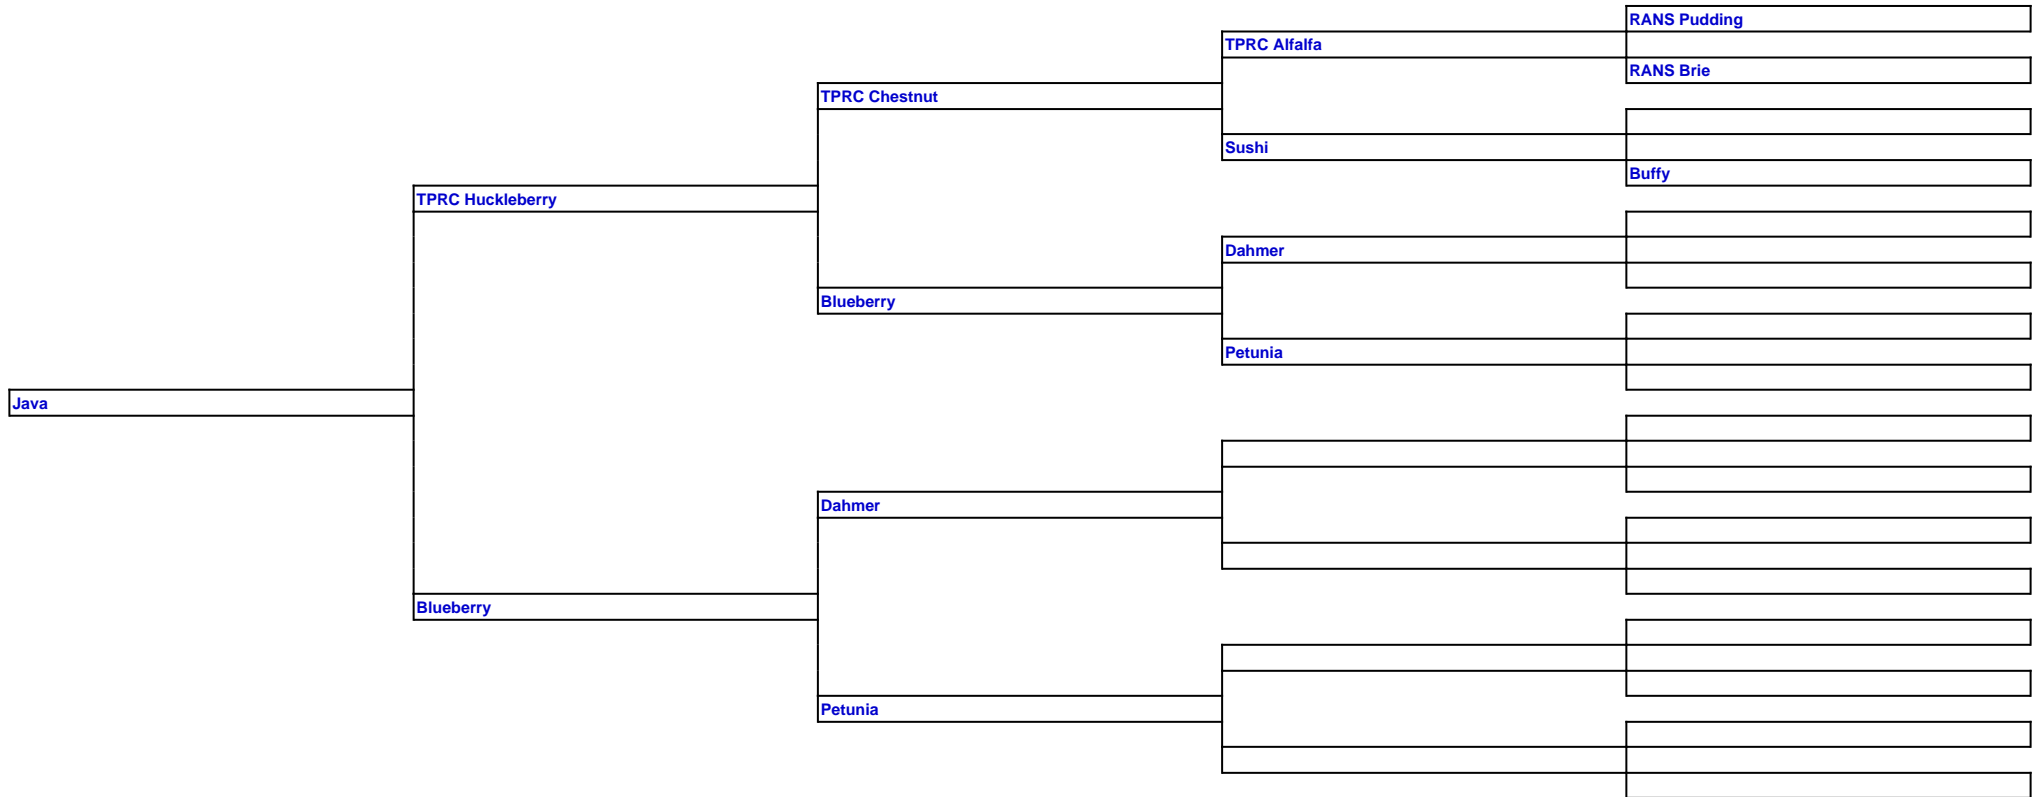 RANS Pudding
TPRC Alfalfa
RANS Brie
TPRC Chestnut
Sushi
Buffy
TPRC Huckleberry
Dahmer
Blueberry
Petunia
Java
Dahmer
Blueberry
Petunia